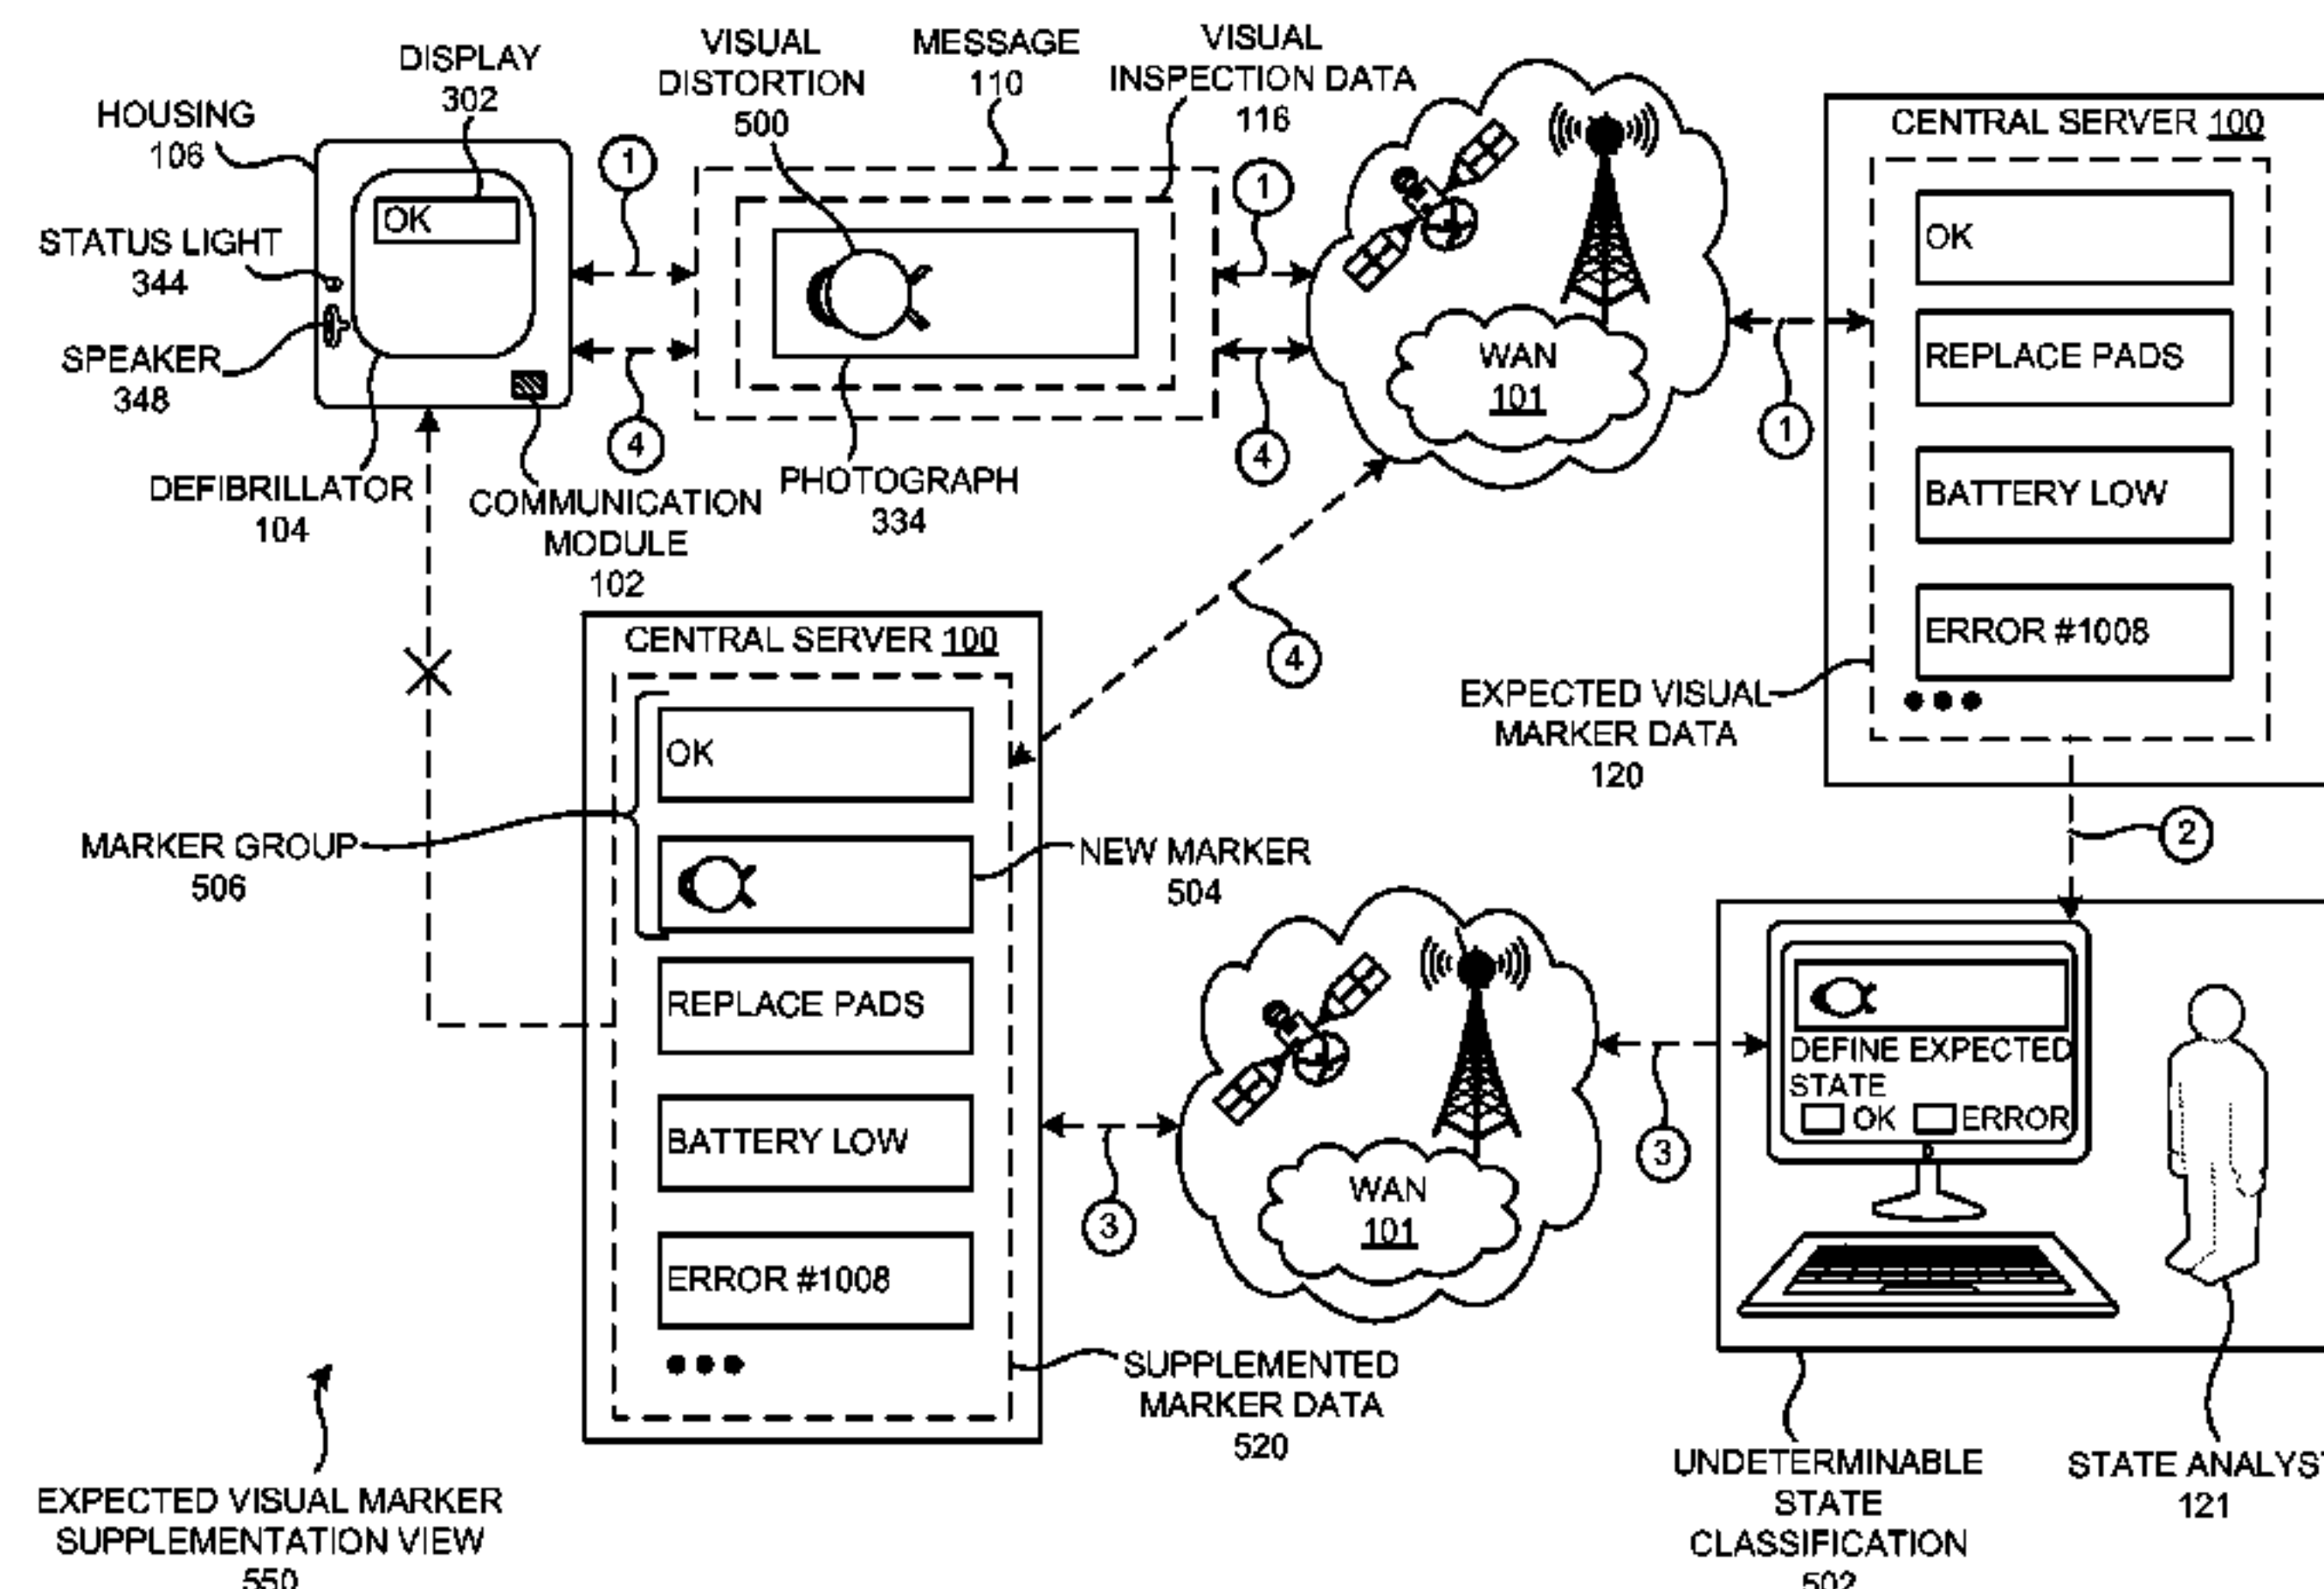 DISPLAY
302
HOUSING
106
OK
STATUS LIGHT
344
SPEAKER
348
DEFIBRILLATOR
104
COMMUNICATION
MODULE
102
1
4
VISUAL
DISTORTION
500
MESSAGE
110
VISUAL
INSPECTION DATA
116
PHOTOGRAPH
334
1
4
WAN
101
1
4
CENTRAL SERVER 100
OK
REPLACE PADS
BATTERY LOW
ERROR #1008
EXPECTED VISUAL
MARKER DATA
120
2
CENTRAL SERVER 100
OK
REPLACE PADS
BATTERY LOW
ERROR #1008
MARKER GROUP
506
NEW MARKER
504
SUPPLEMENTED
MARKER DATA
520
3
WAN
101
3
DEFINE EXPECTED
STATE
OK ERROR
UNDETERMINABLE
STATE
CLASSIFICATION
502
STATE ANALYST
121
EXPECTED VISUAL MARKER
SUPPLEMENTATION VIEW
550